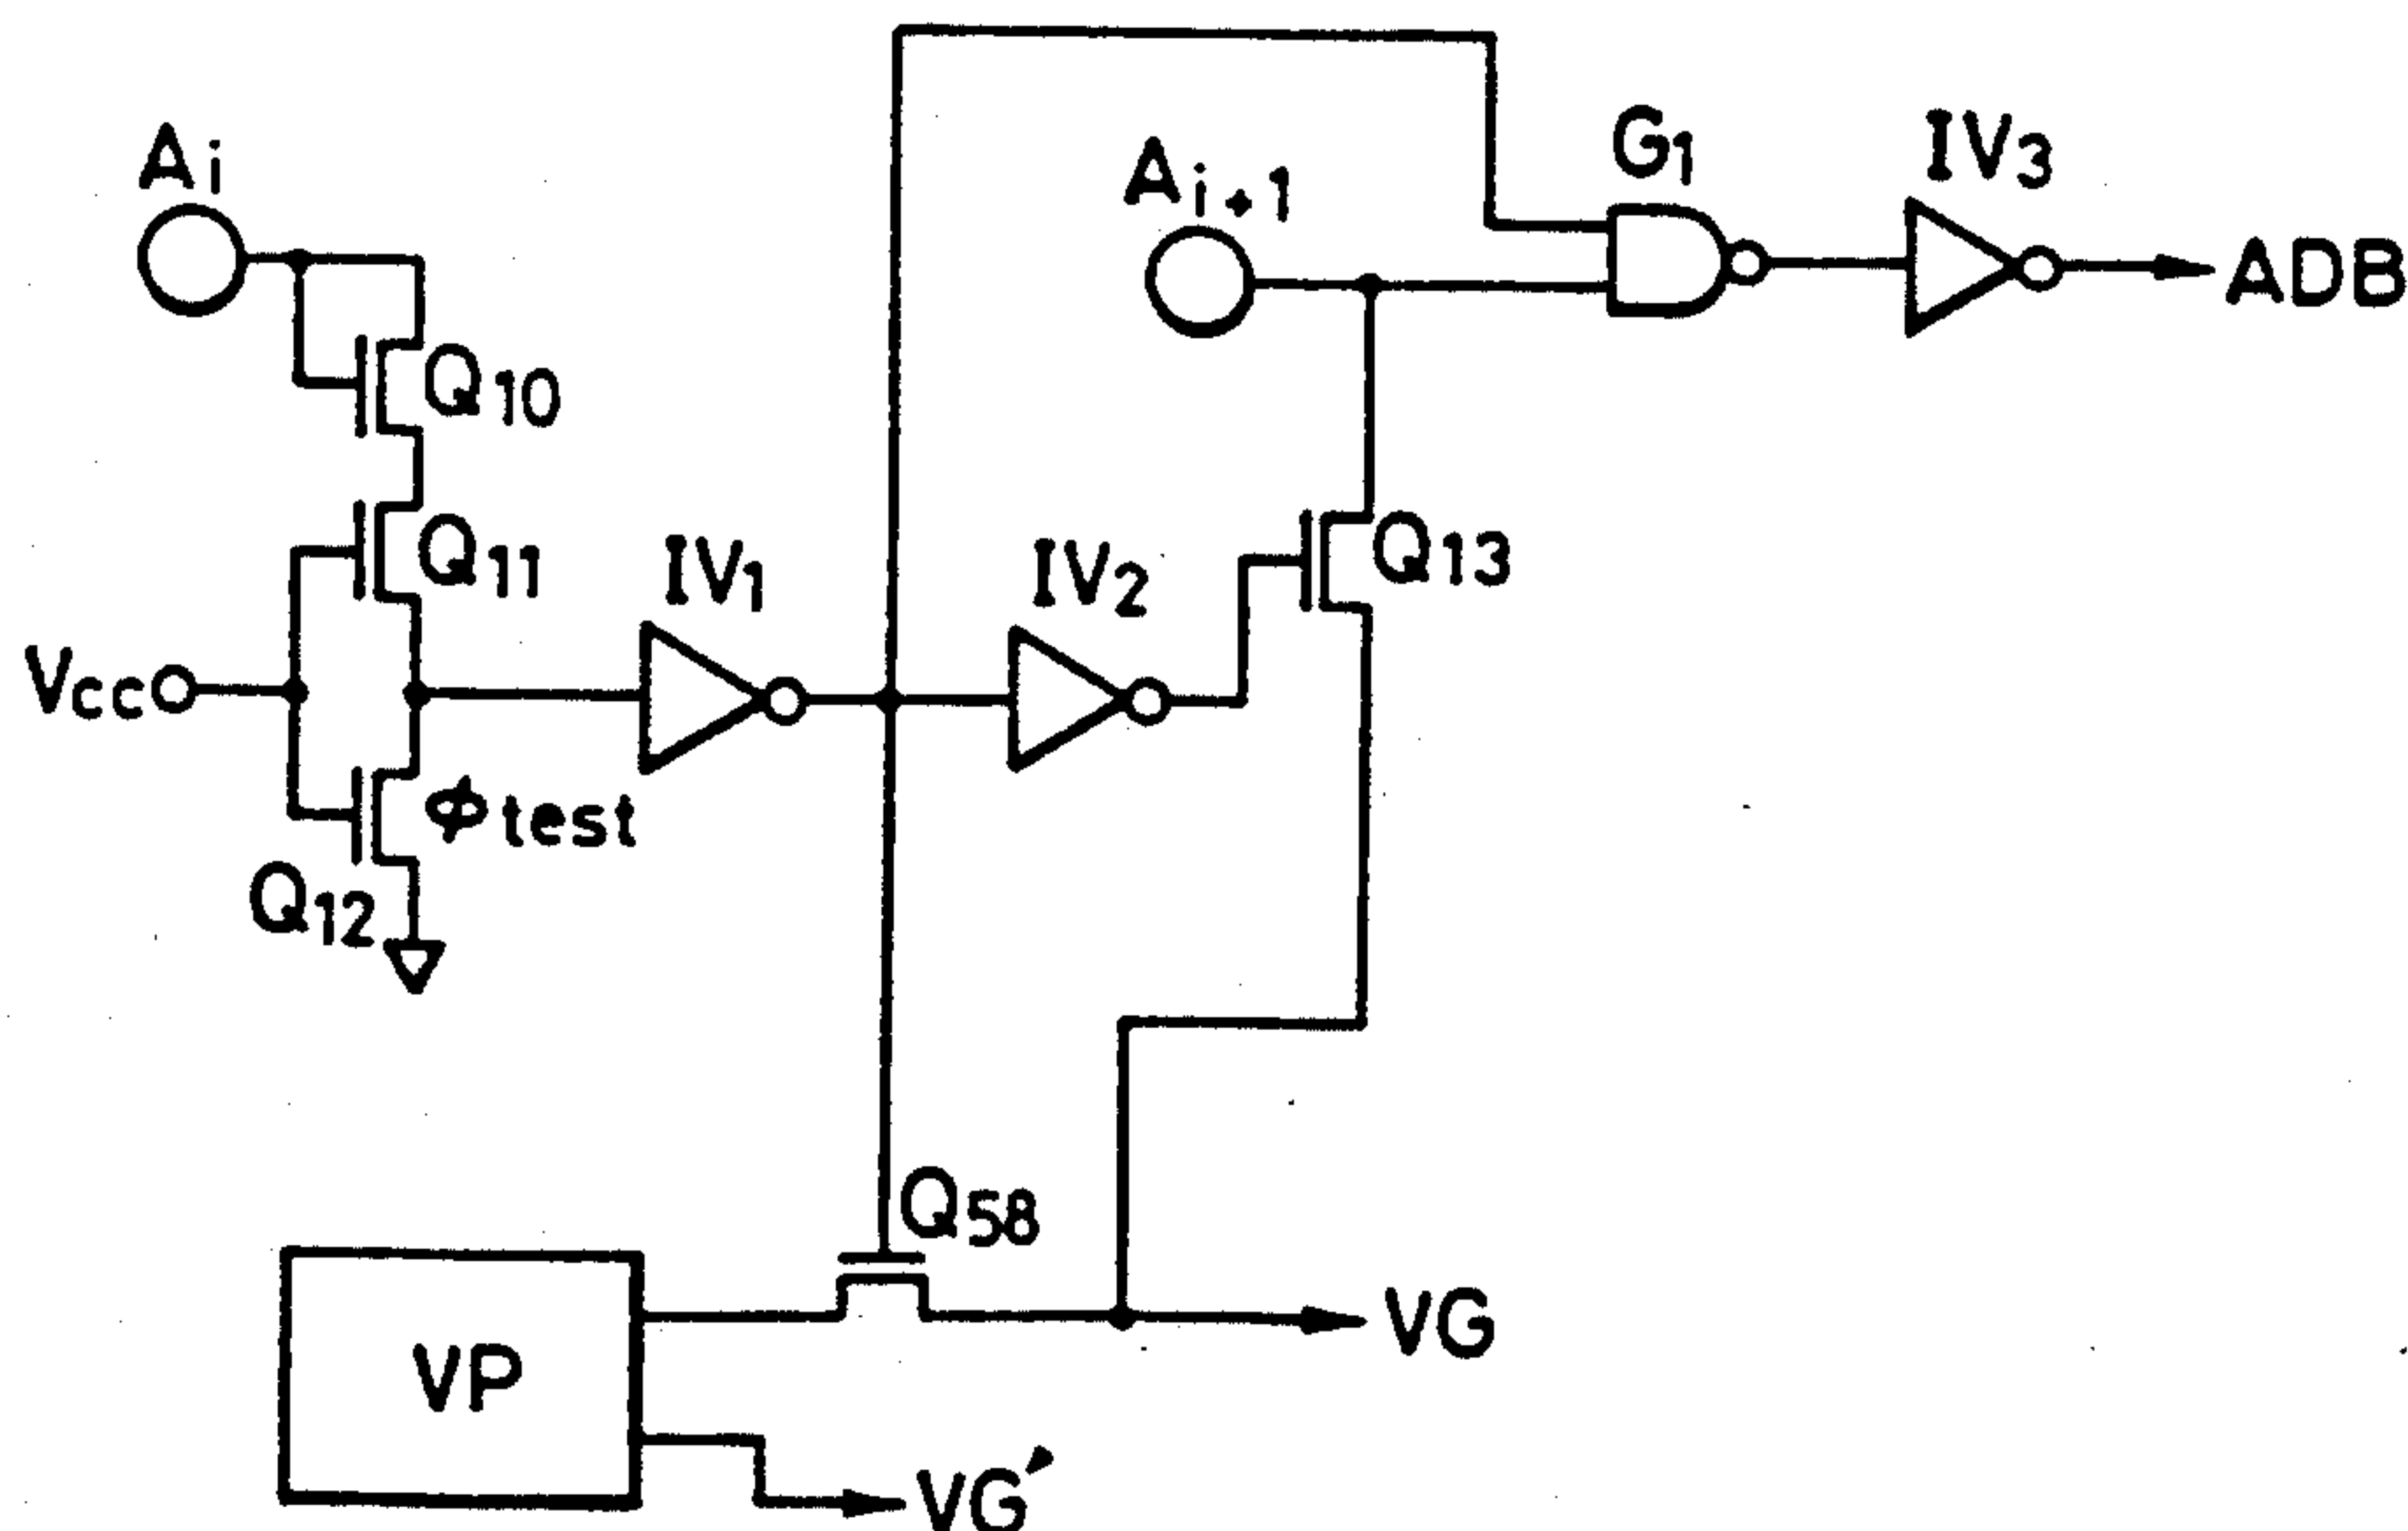 Ai
Ai+1
G1
IV3
ADB
Q10
Q11
IV1
IV2
Q13
Vcc
Φtest
Q12
Q58
VP
VG
VG'